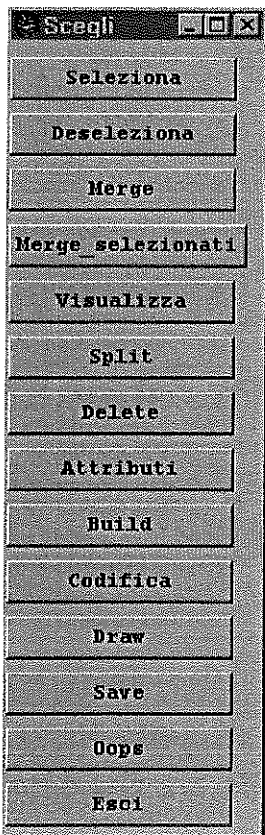 Scegli
Seleziona
Deseleziona
Merge
Merge_selezionati
Visualizza
Split
Delete
Attributi
Build
Codifica
Draw
Save
Oops
Esci